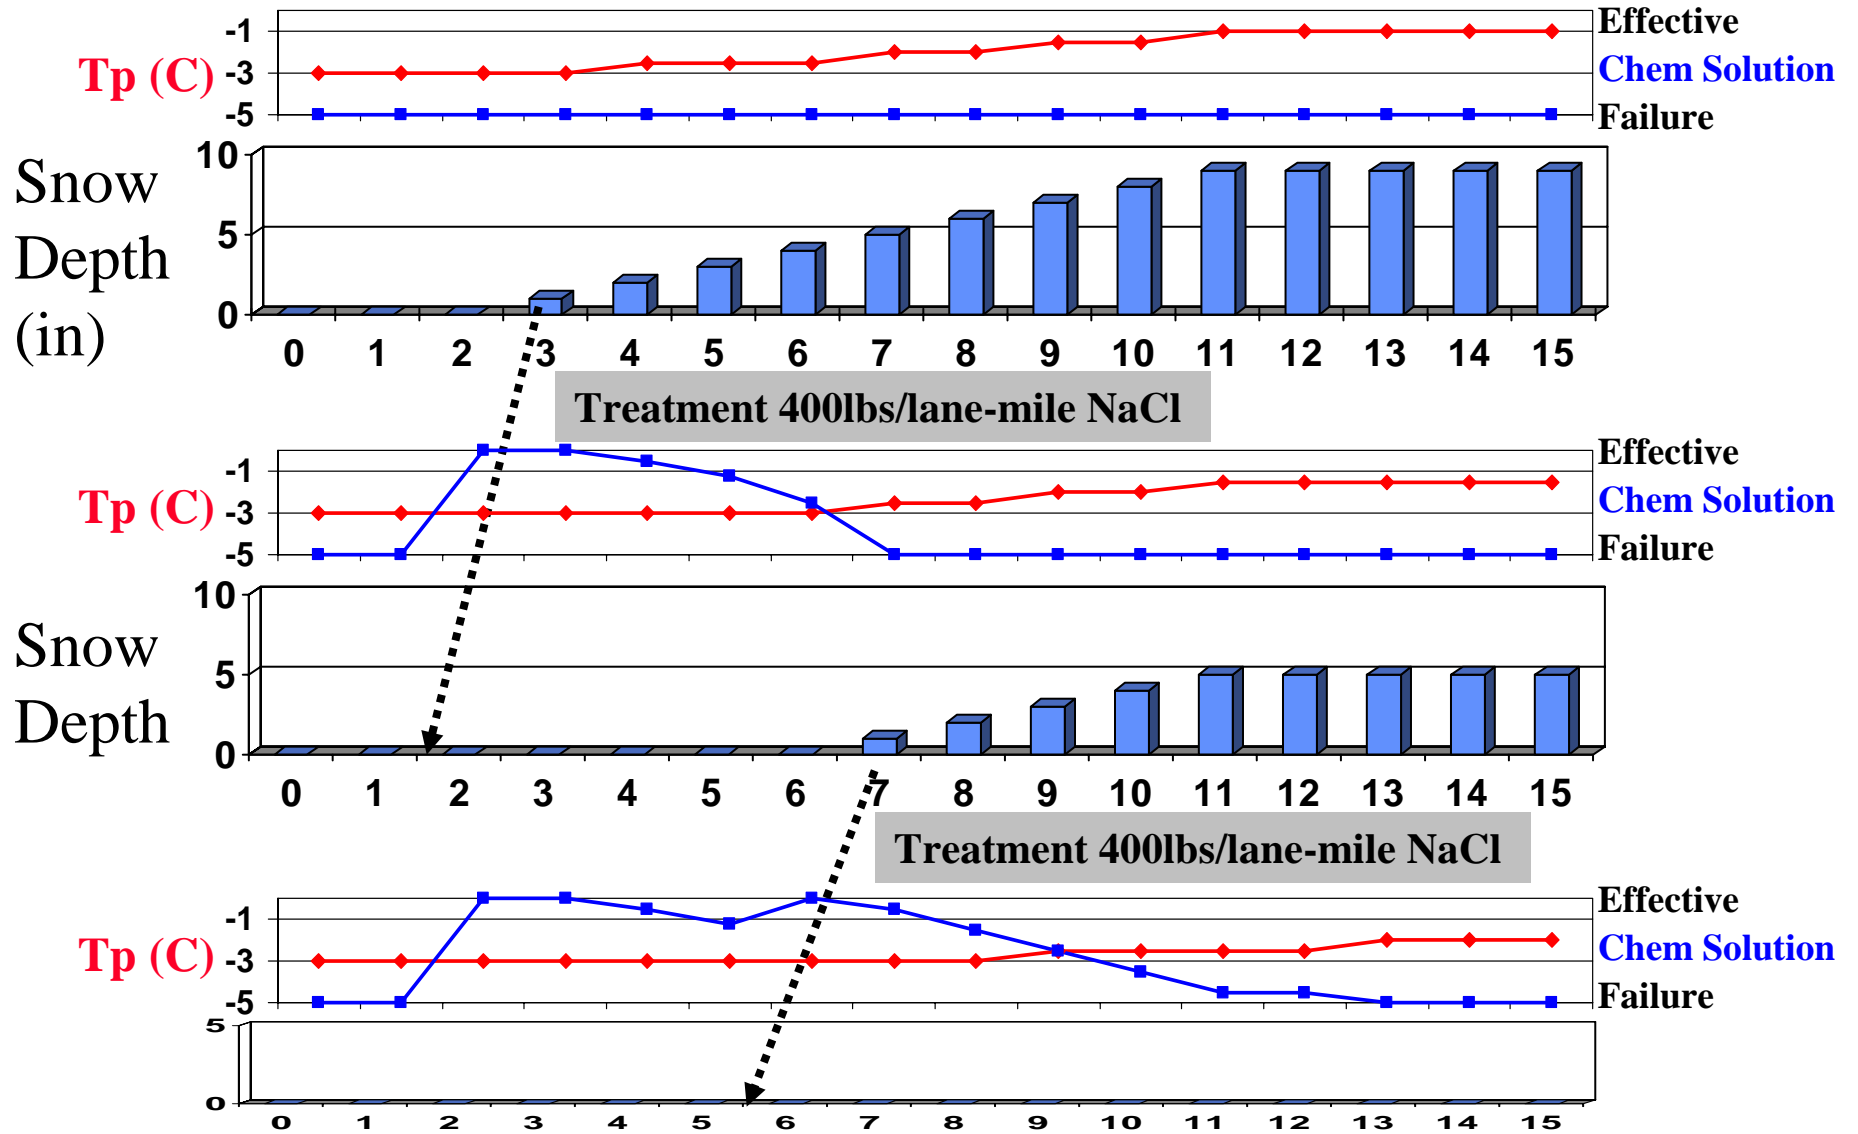 -1
Effective
Tp (C)
-3
Chem Solution
-5
Failure
Snow
Depth
(in)
10
5
0
0 1 2 3 4 5 6 7 8 9 10 11 12 13 14 15
Treatment 400lbs/lane-mile NaCl
-1
Effective
Tp (C)
-3
Chem Solution
-5
Failure
Snow
Depth
10
5
0
0 1 2 3 4 5 6 7 8 9 10 11 12 13 14 15
Treatment 400lbs/lane-mile NaCl
-1
Effective
Tp (C)
-3
Chem Solution
-5
Failure
5
0
0 1 2 3 4 5 6 7 8 9 10 11 12 13 14 15